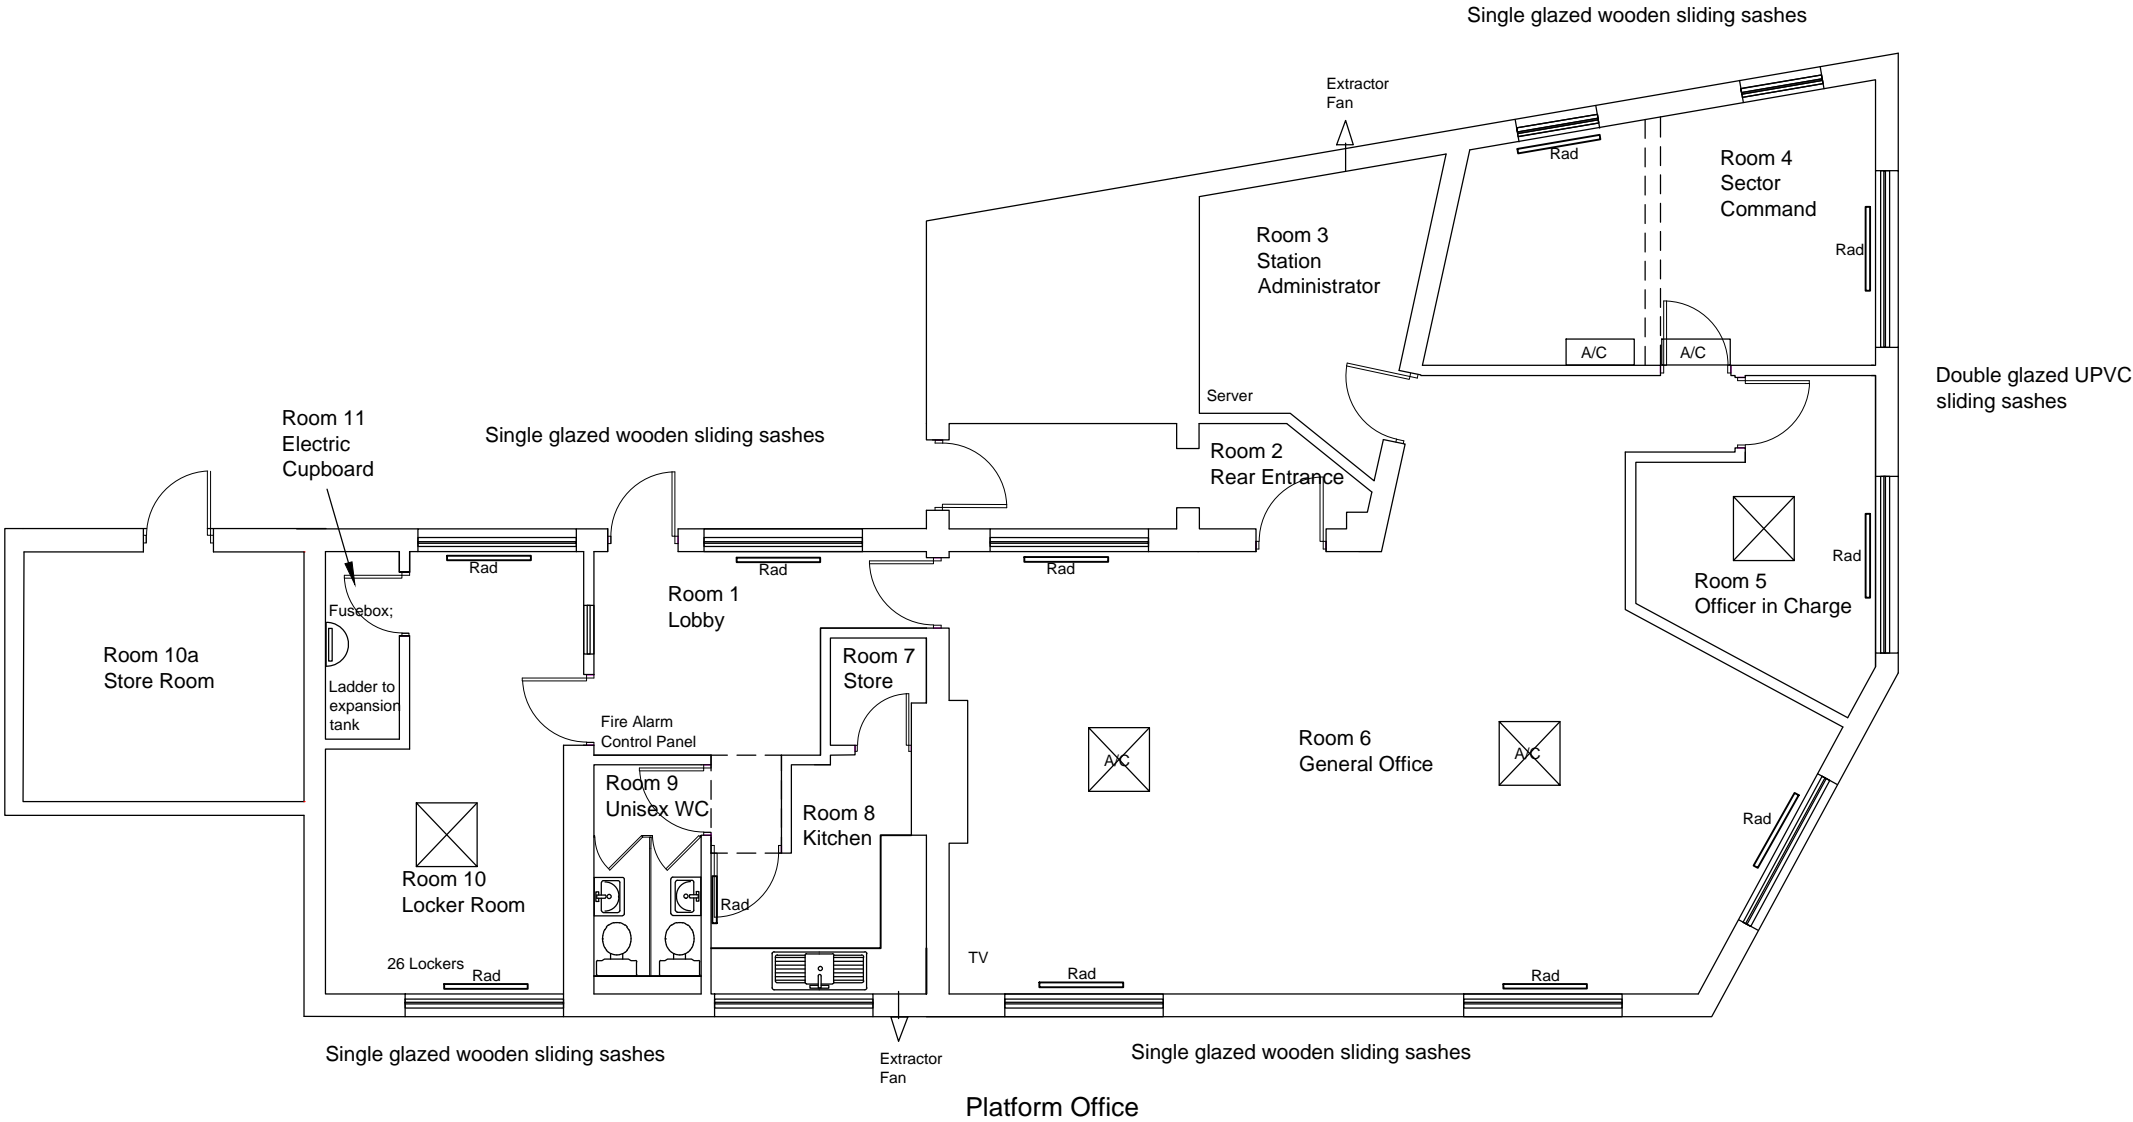 Single glazed wooden sliding sashes
Extractor
Fan
Rad
Room 4
Sector
Command
Rad
Room 3
Station
Administrator
A/C
A/C
Server
Double glazed UPVC
sliding sashes
Room 11
Electric
Cupboard
Single glazed wooden sliding sashes
Room 2
Rear Entrance
Rad
Rad
Rad
Rad
Room 5
Officer in Charge
Room 1
Lobby
Fusebox;
Room 10a
Store Room
Room 7
Store
Ladder to
expansion
tank
Fire Alarm
Control Panel
Room 6
General Office
A/C
A/C
Room 9
Unisex WC
Room 8
Kitchen
Rad
Room 10
Locker Room
Rad
26 Lockers
Rad
TV
Rad
Rad
Single glazed wooden sliding sashes
Extractor
Fan
Single glazed wooden sliding sashes
Platform Office